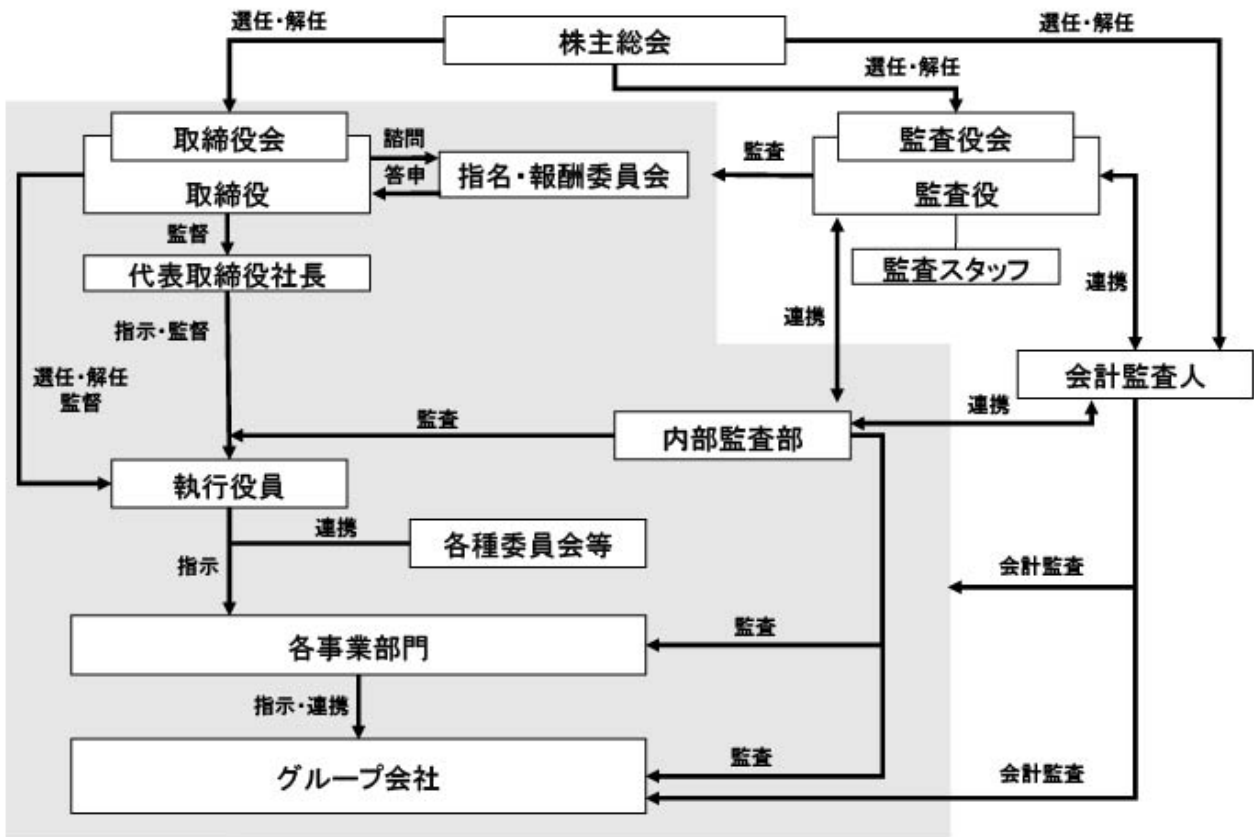 選任・解任
株主総会
選任・解任
選任・解任
取締役会
諮問
監査役会
監査
答申
指名・報酬委員会
取締役
監査役
監督
代表取締役社長
監査スタッフ
連携
指示・監督
連携
選任・解任
監督
会計監査人
連携
監査
内部監査部
執行役員
連携
各種委員会等
指示
会計監査
各事業部門
監査
指示・連携
グループ会社
監査
会計監査